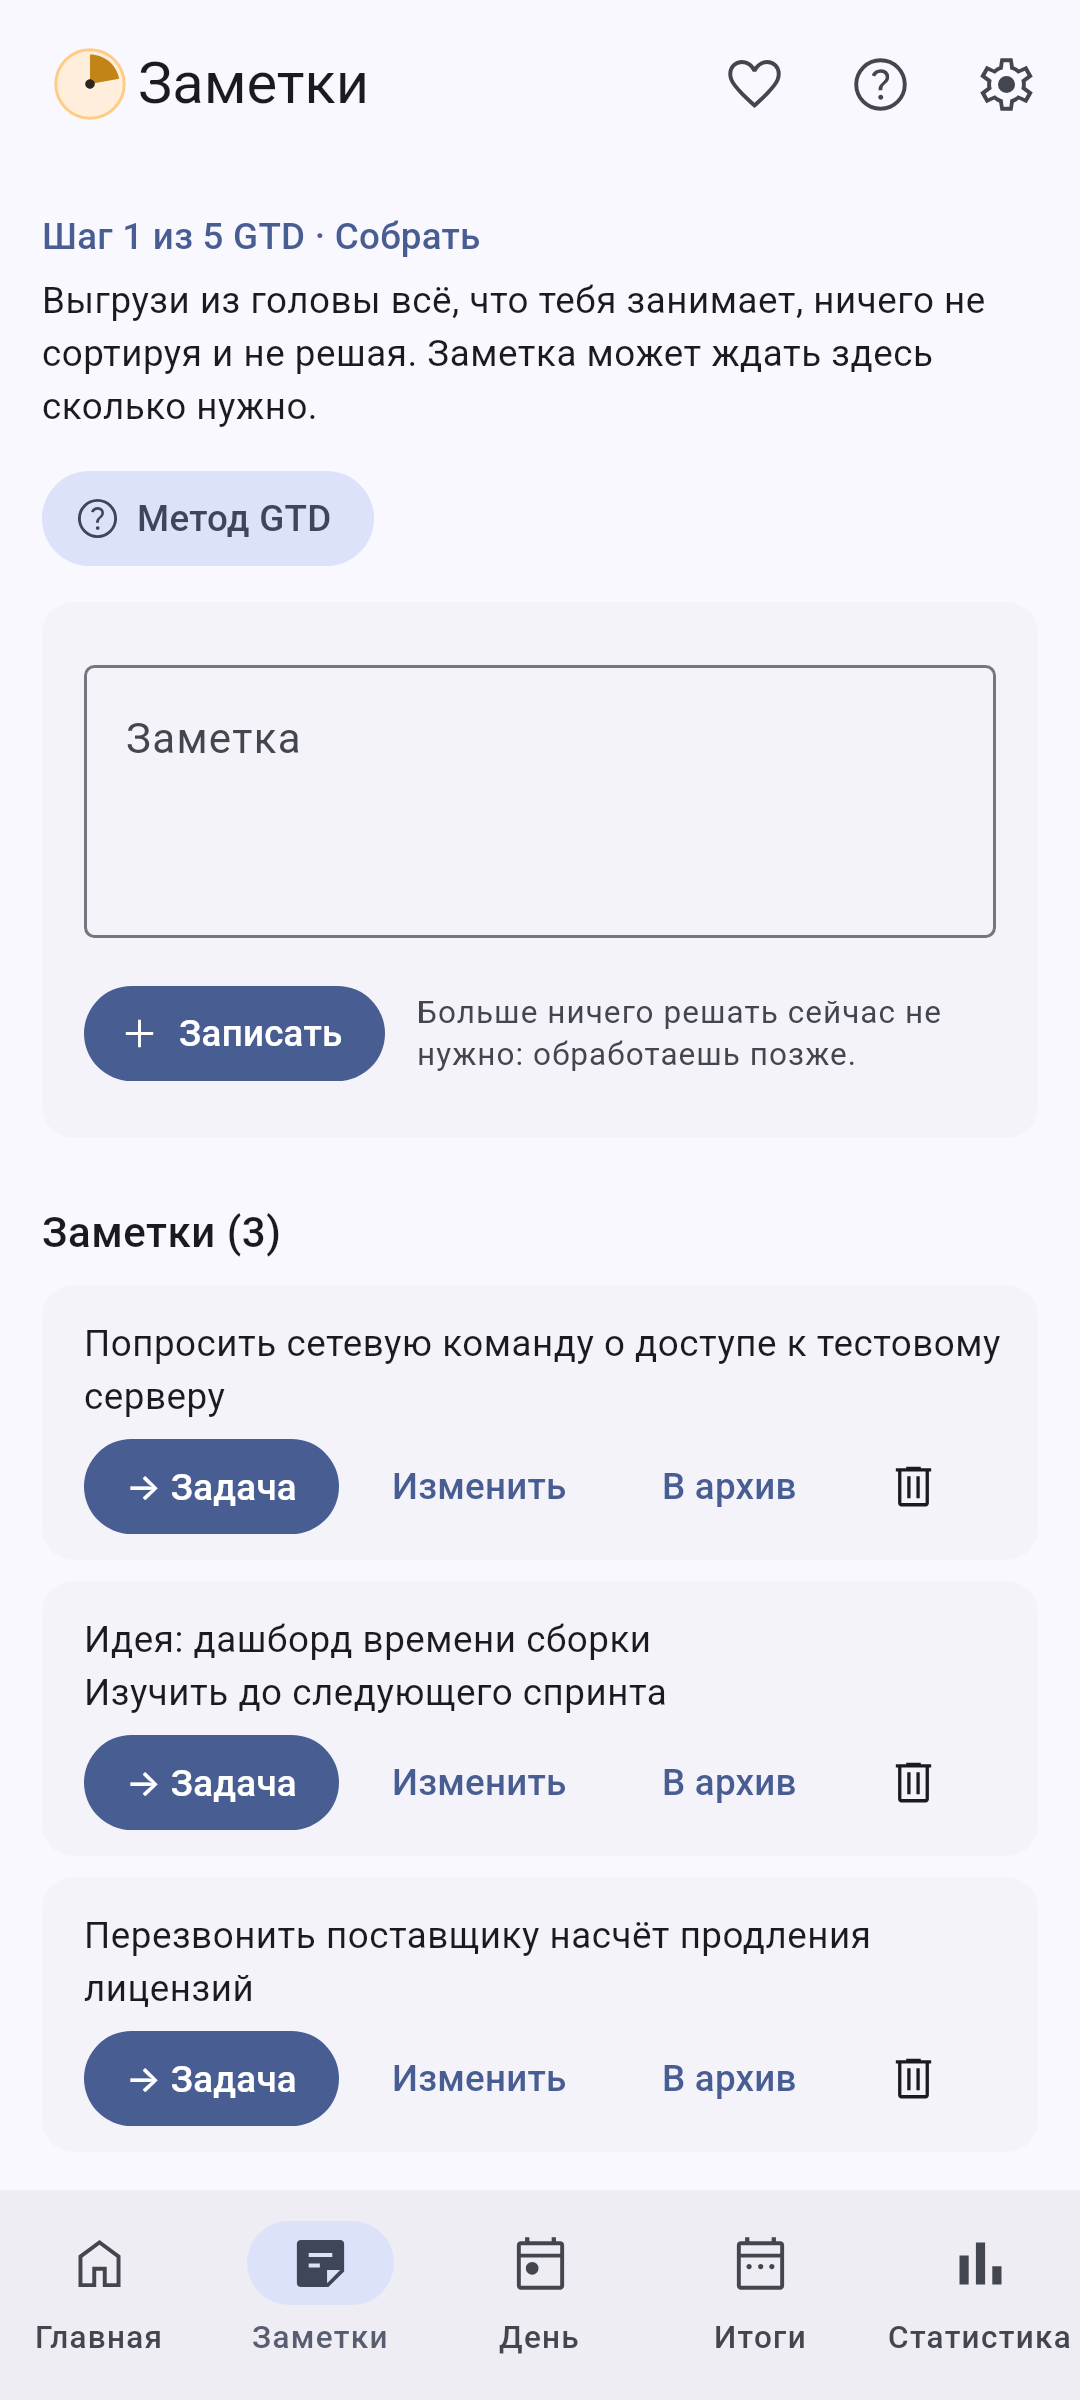 Заметки
Шаг 1 из 5 GTD · Собрать
Выгрузи из головы всё, что тебя занимает, ничего не
сортируя и не решая. Заметка может ждать здесь
сколько нужно.
Метод GTD
Заметка
Записать
Больше ничего решать сейчас не
нужно: обработаешь позже.
Заметки (3)
Попросить сетевую команду о доступе к тестовому
серверу
→ Задача Изменить В архив
Идея: дашборд времени сборки
Изучить до следующего спринта
→ Задача Изменить В архив
Перезвонить поставщику насчёт продления
лицензий
→ Задача Изменить В архив
Главная Заметки День Итоги Статистика